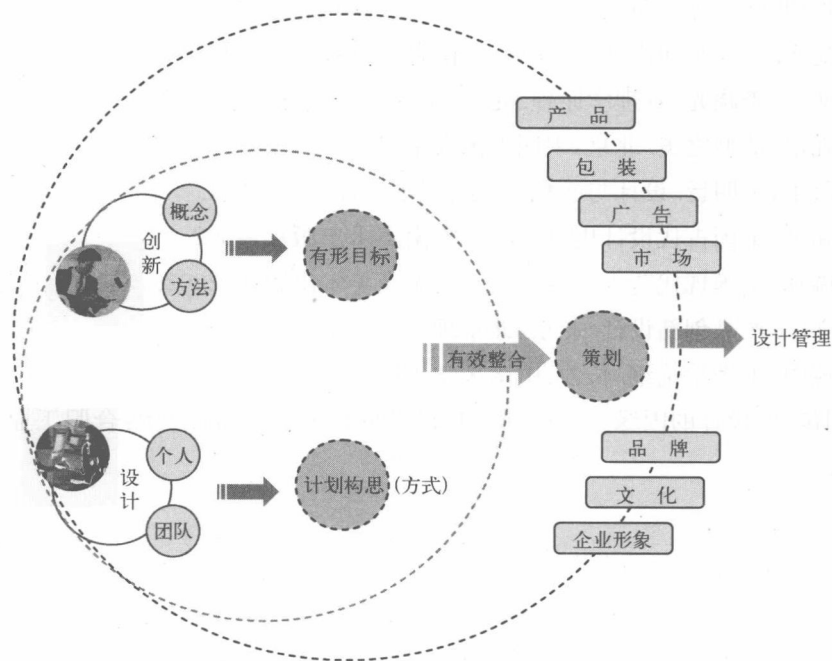 产 品
包 装
广 告
市 场
概念
创新
方法
有形目标
有效整合
策划
设计管理
个人
设计
团队
计划构思 (方式)
品 牌
文 化
企业形象